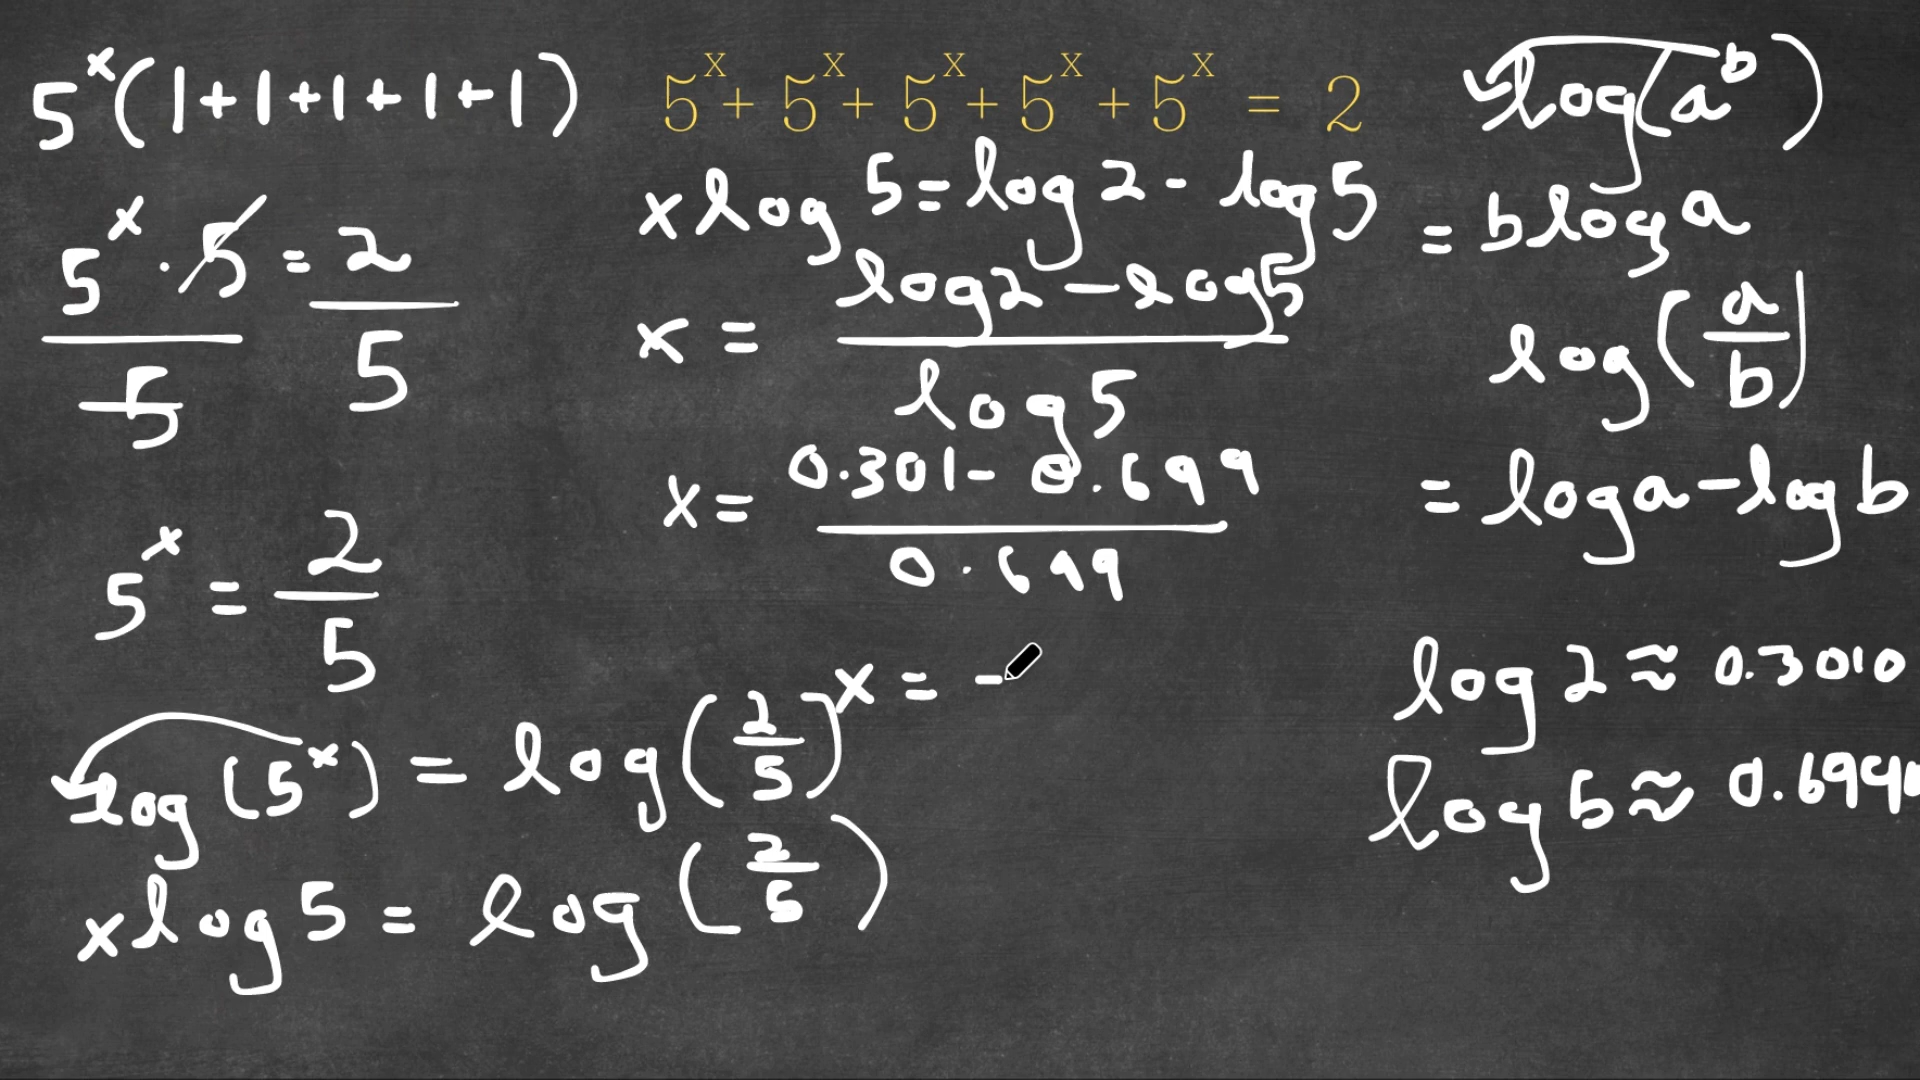 5^x + 5^x + 5^x + 5^x + 5^x = 2
5^x (1+1+1+1+1)
5^x · 5 = 2
5 5
5^x = 2/5
log (5^x) = log (2/5)
x log 5 = log (2/5)
x log 5 = log 2 - log 5
x = log 2 - log 5
log 5
x = 0.301 - 0.699
0.699
x = -
log (a^b)
= b log a
log (a/b)
= log a - log b
log 2 ≈ 0.3010
log 5 ≈ 0.6990